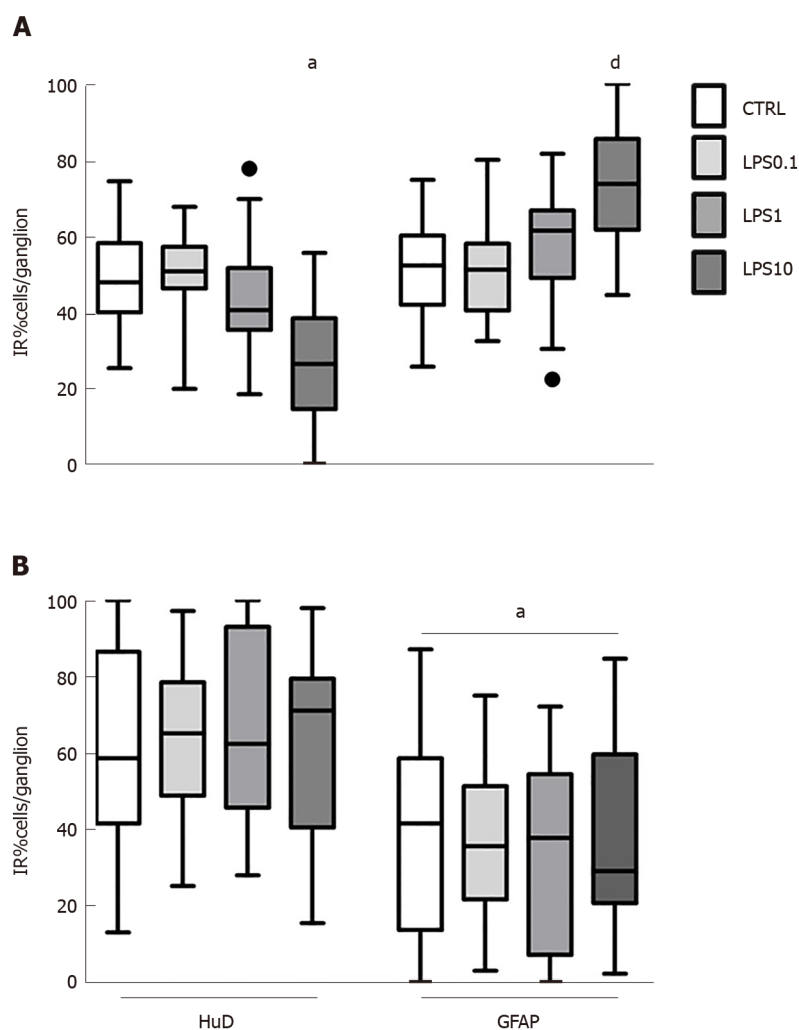 A
a
d
100
80
60
40
20
0
IR%cells/ganglion
CTRL
LPS0.1
LPS1
LPS10
B
a
100
80
60
40
20
0
IR%cells/ganglion
HuD
GFAP